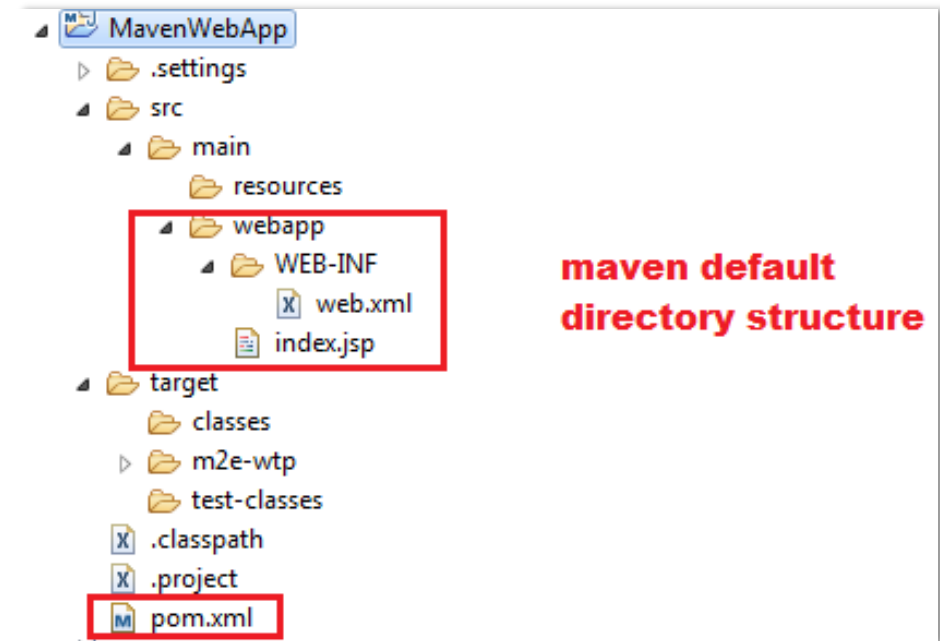 MavenWebApp
.settings
src
main
resources
webapp
WEB-INF
web.xml
index.jsp
maven default
directory structure
target
classes
m2e-wtp
test-classes
.classpath
.project
pom.xml